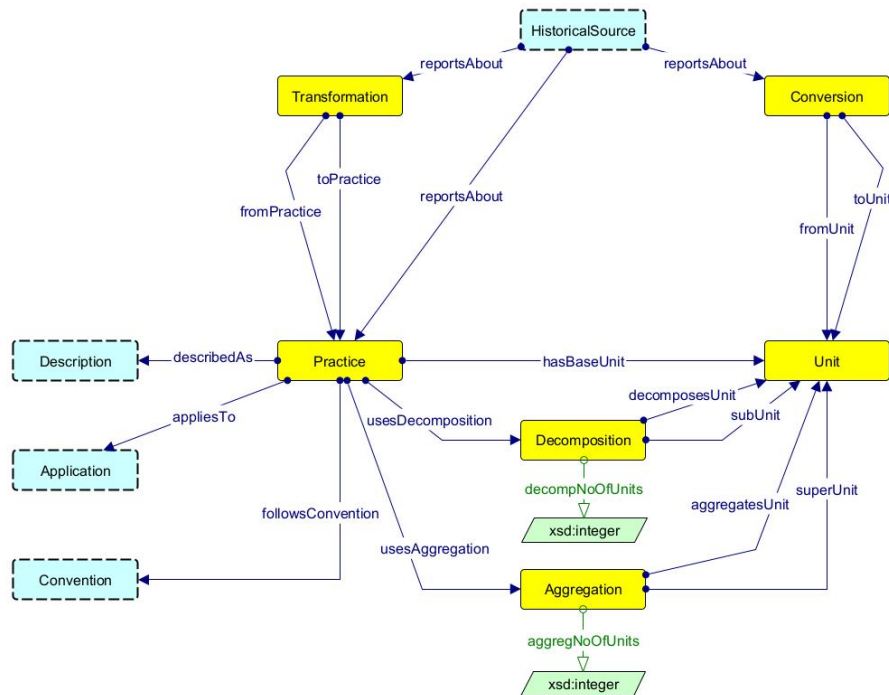 HistoricalSource
reportsAbout
reportsAbout
Transformation
Conversion
toPractice
reportsAbout
fromPractice
toUnit
fromUnit
Description
describedAs
Practice
hasBaseUnit
Unit
decomposesUnit
appliesTo
usesDecomposition
subUnit
Decomposition
Application
decompNoOfUnits
superUnit
aggregatesUnit
followsConvention
xsd:integer
usesAggregation
Convention
Aggregation
aggregNoOfUnits
xsd:integer